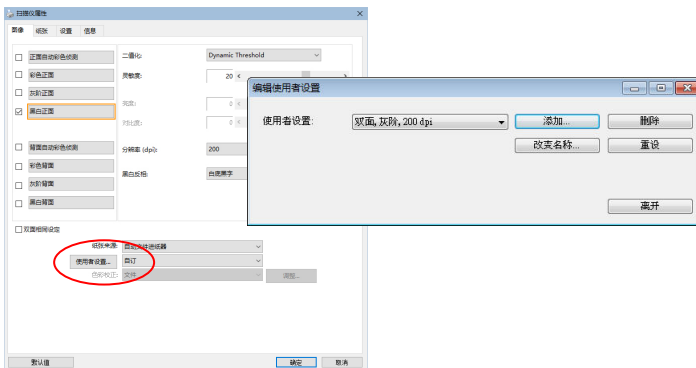 扫描仪属性
图像 纸张 设置 信息
正面自动彩色侦测
彩色正面
灰阶正面
黑白正面
背面自动彩色侦测
彩色背面
灰阶背面
黑白背面
二值化: Dynamic Threshold
灵敏度: 20
亮度: 0
对比度: 0
分辨率 (dpi): 200
黑白反相: 白底黑字
双面相同设定
纸张来源: 自动文件进纸器
使用者设置... 自订
色彩校正: 文件 调整...
默认值 确定 取消
编辑使用者设置
使用者设置: 双面, 灰阶, 200 dpi 添加... 删除
改变名称... 重设
离开